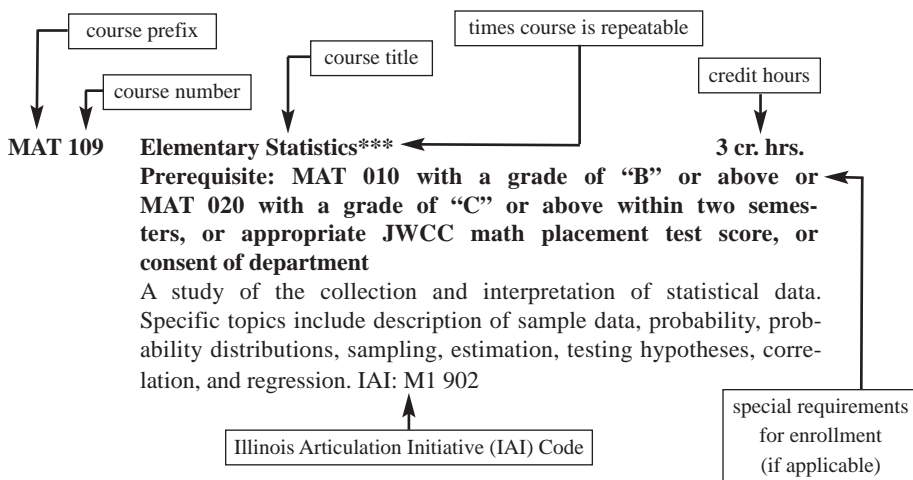 course prefix
times course is repeatable
course title
credit hours
course number
MAT 109 Elementary Statistics*** 3 cr. hrs.
Prerequisite: MAT 010 with a grade of “B” or above or
MAT 020 with a grade of “C” or above within two semes-
ters, or appropriate JWCC math placement test score, or
consent of department
A study of the collection and interpretation of statistical data.
Specific topics include description of sample data, probability, prob-
ability distributions, sampling, estimation, testing hypotheses, corre-
lation, and regression. IAI: M1 902
special requirements
for enrollment
(if applicable)
Illinois Articulation Initiative (IAI) Code